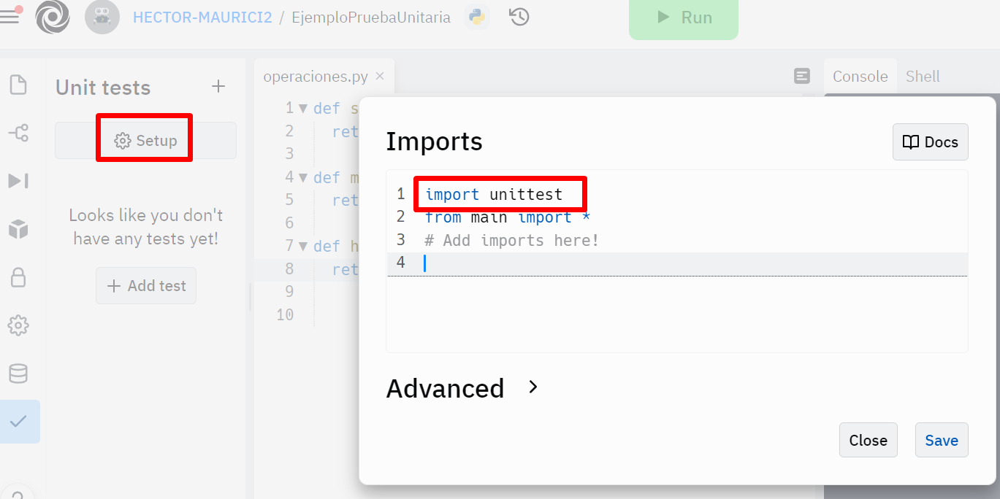 HECTOR-MAURICI2 / EjemploPruebaUnitaria
Run
Unit tests
operaciones.py
Console
Shell
Setup
Looks like you don't
have any tests yet!
Add test
1 def s
2 ret
3
4 def m
5 ret
6
7 def h
8 ret
9
10
Imports
Docs
1 import unittest
2 from main import *
3 # Add imports here!
4
Advanced
Close
Save